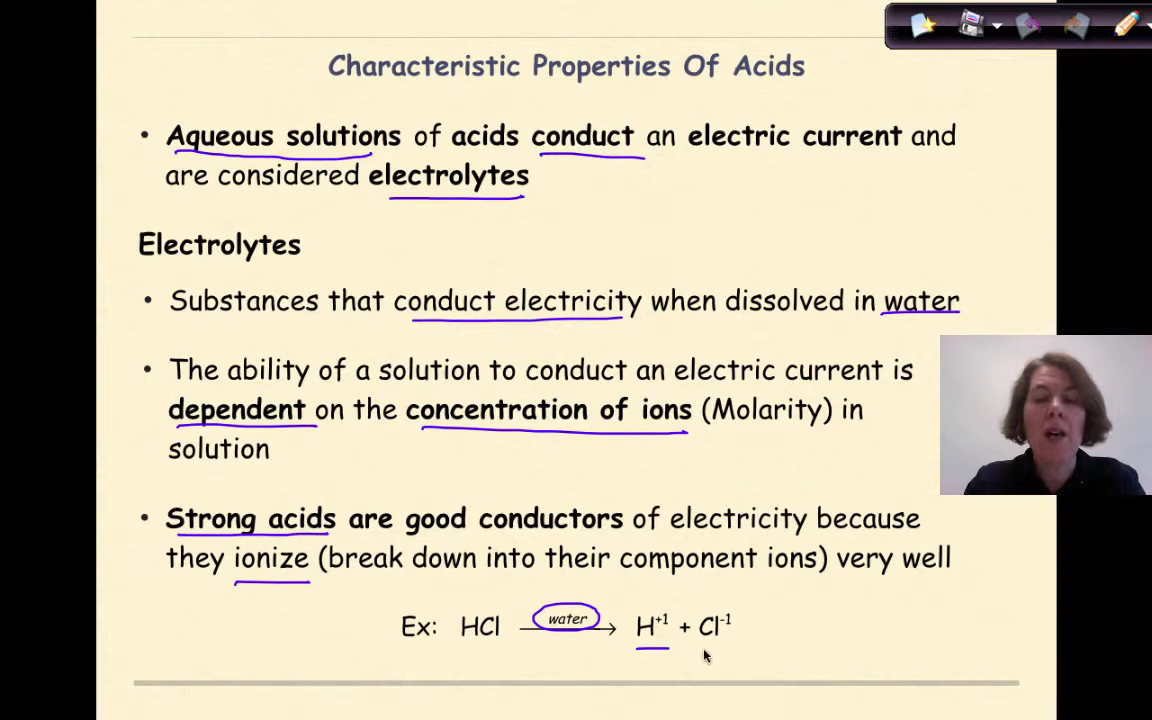 Characteristic Properties Of Acids
• Aqueous solutions of acids conduct an electric current and
are considered electrolytes
Electrolytes
• Substances that conduct electricity when dissolved in water
• The ability of a solution to conduct an electric current is
dependent on the concentration of ions (Molarity) in
solution
• Strong acids are good conductors of electricity because
they ionize (break down into their component ions) very well
water
Ex: HCl ⟶ H⁺¹ + Cl⁻¹